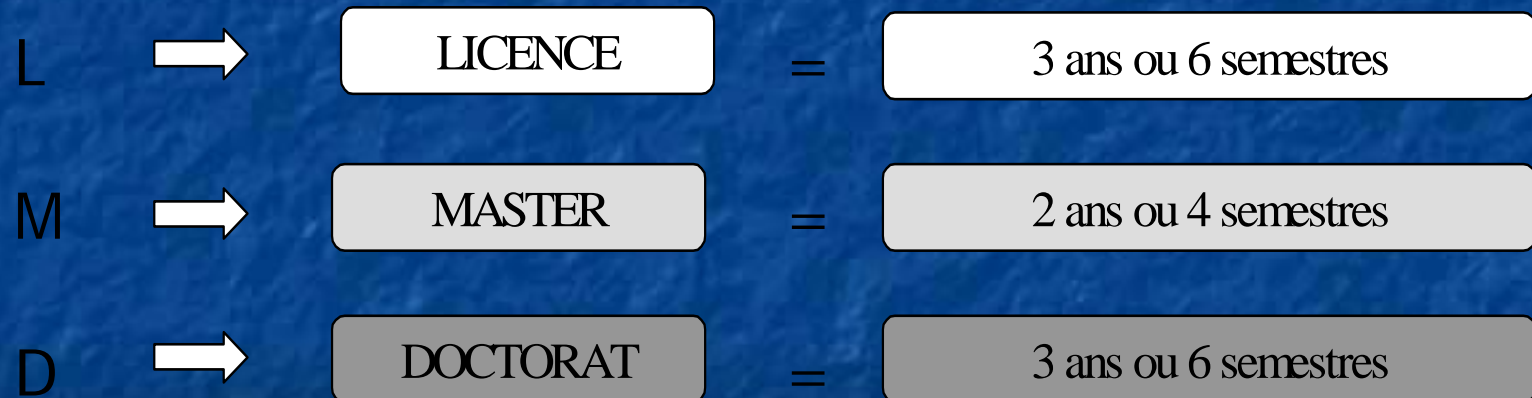 L LICENCE = 3 ans ou 6 semestres
M MASTER = 2 ans ou 4 semestres
D DOCTORAT = 3 ans ou 6 semestres